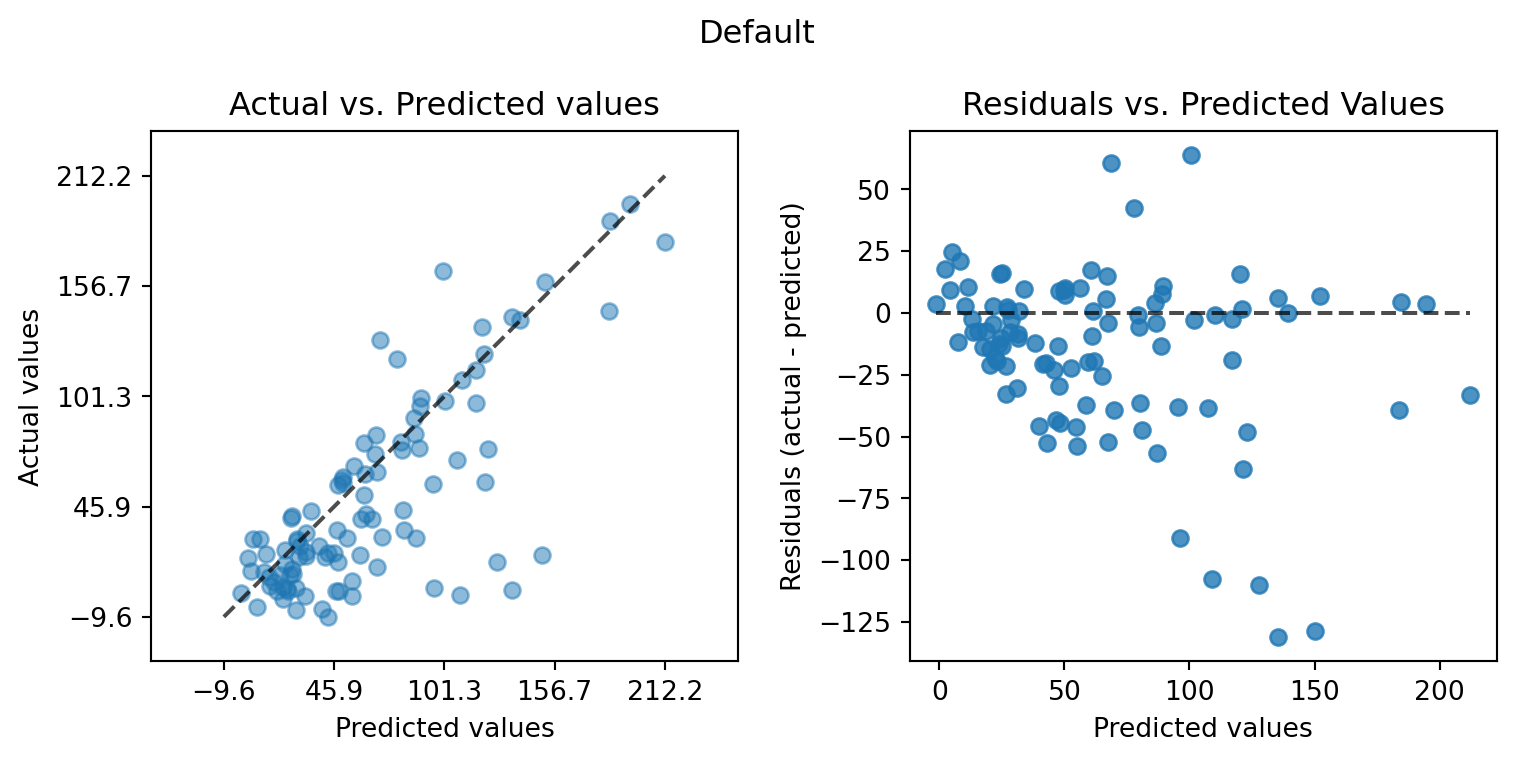 Default
Actual vs. Predicted values
Actual values
212.2
156.7
101.3
45.9
−9.6
−9.6 45.9 101.3 156.7 212.2
Predicted values
Residuals vs. Predicted Values
Residuals (actual - predicted)
50
25
0
−25
−50
−75
−100
−125
0 50 100 150 200
Predicted values